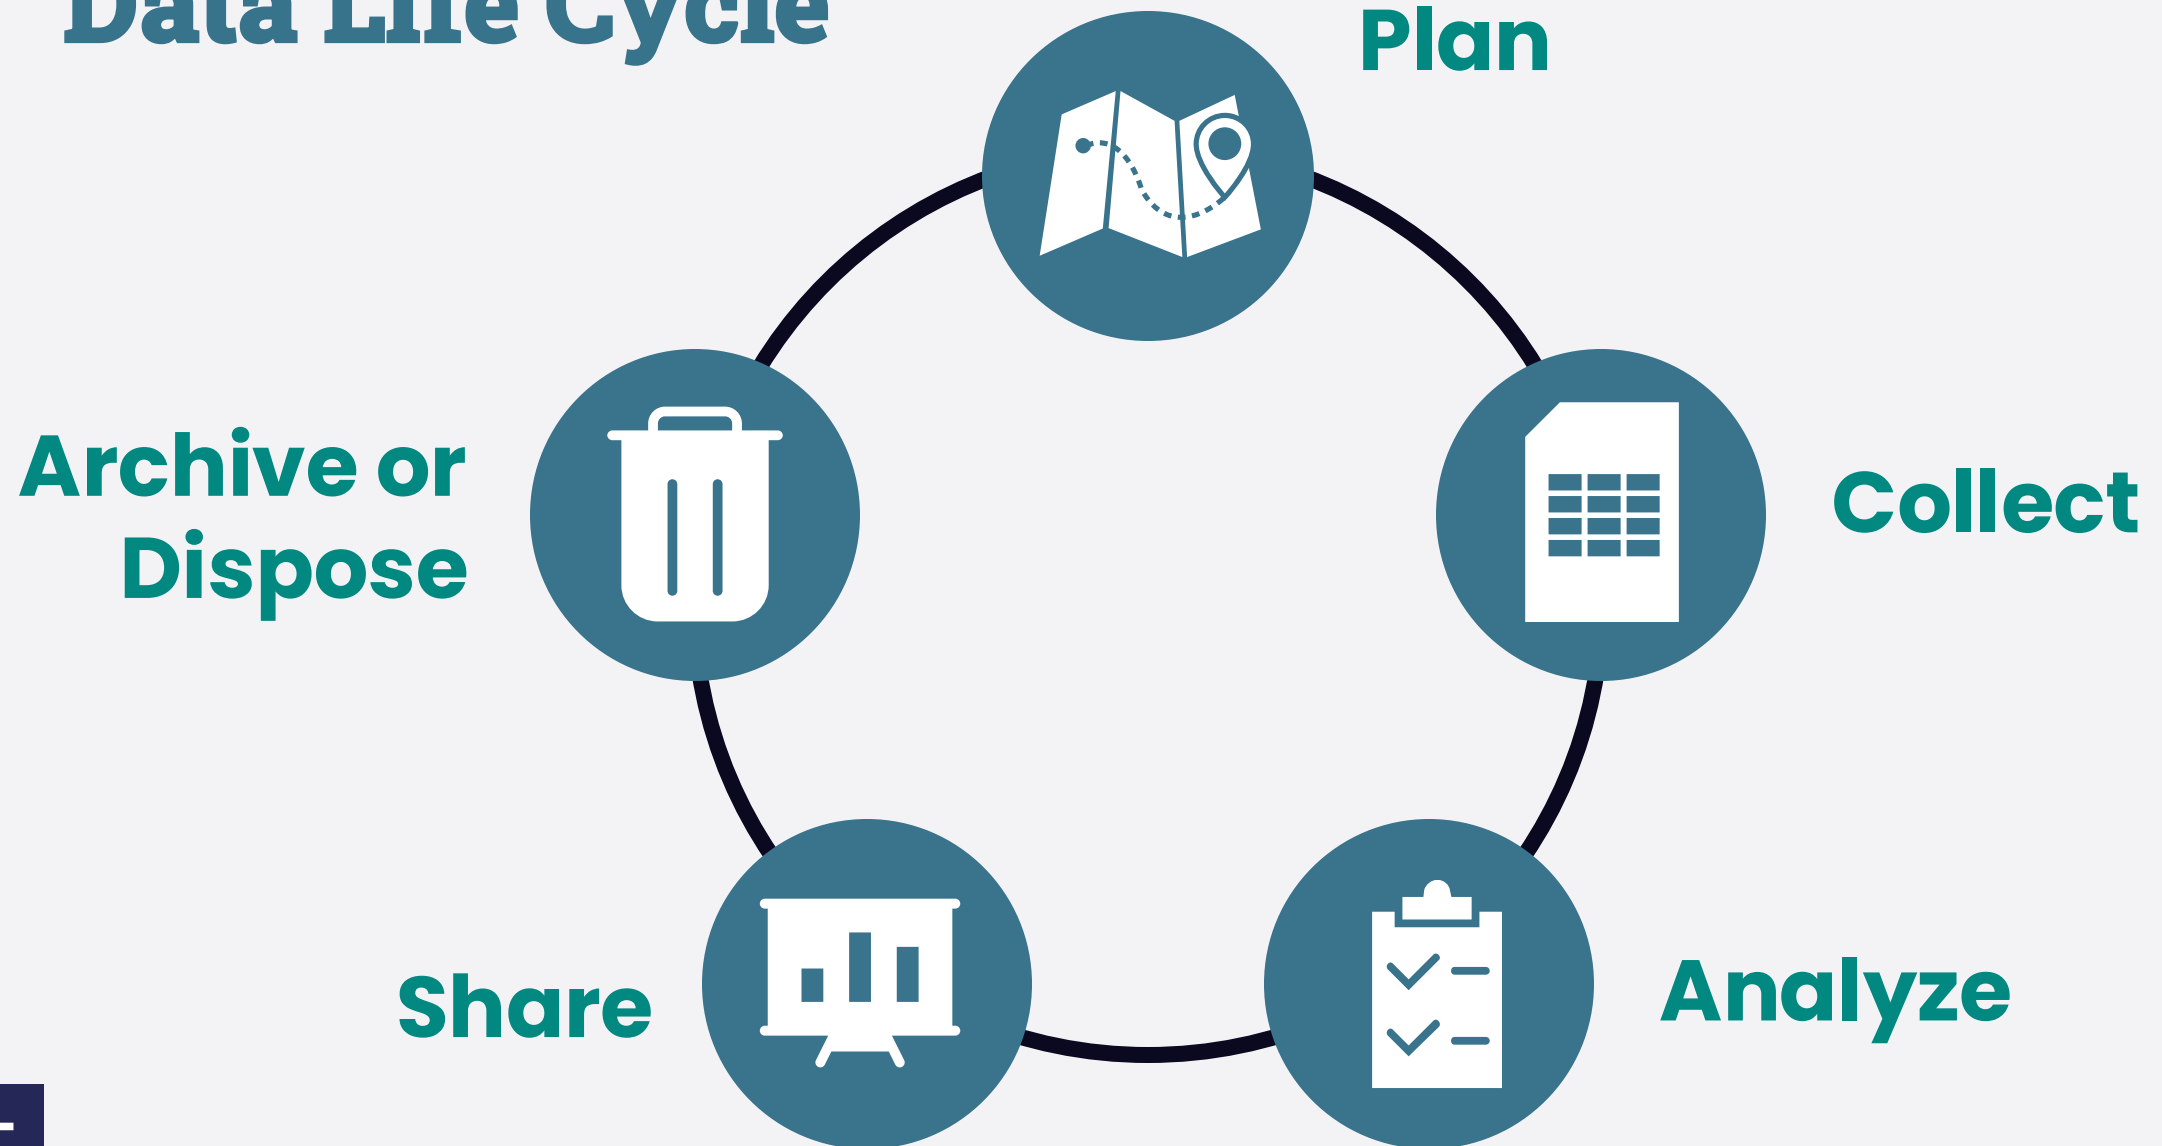 Data Life Cycle
Plan
Collect
Analyze
Share
Archive or
Dispose